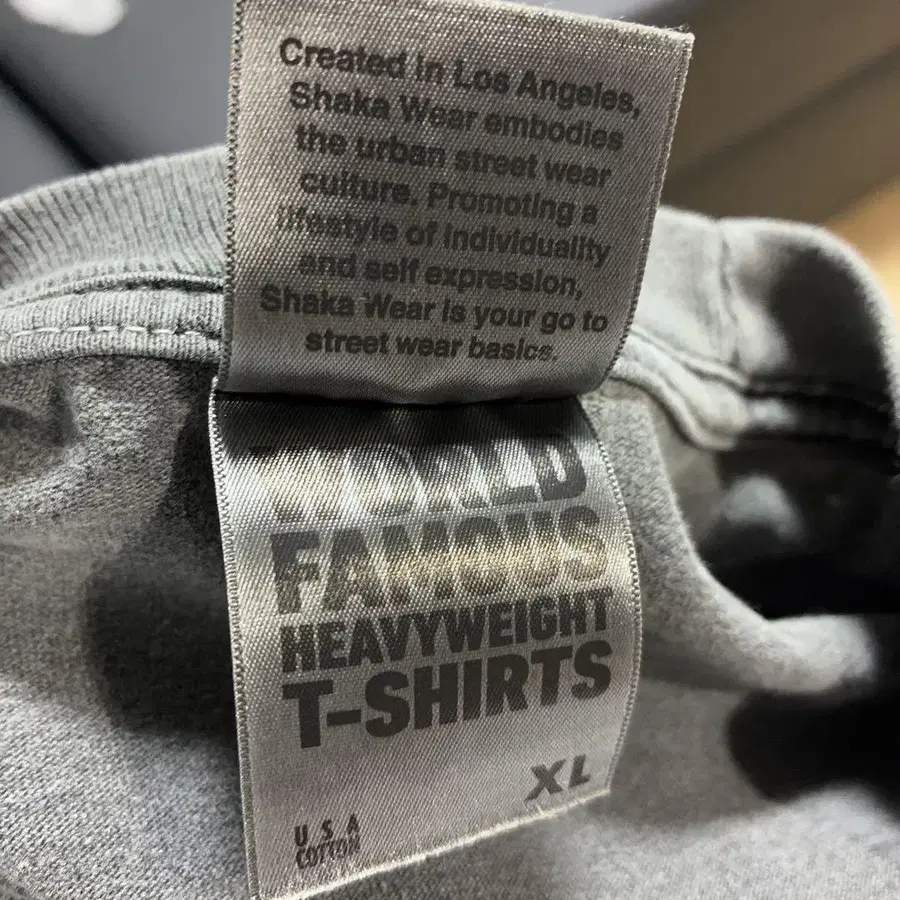 Created in Los Angeles,
Shaka Wear embodies
the urban street wear
culture. Promoting a
lifestyle of individuality
and self expression,
Shaka Wear is your go to
street wear basics.
WORLD
FAMOUS
HEAVYWEIGHT
T-SHIRTS
XL
U.S.A
COTTON